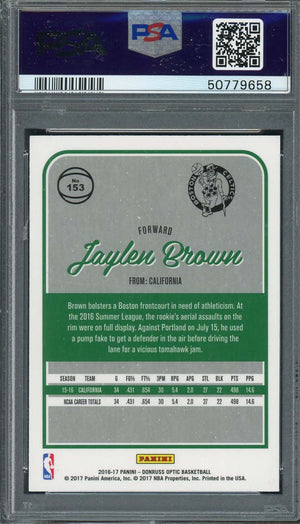 PSA
50779658
No
153
BOSTON
CELTICS
FORWARD
Jaylen Brown
FROM: CALIFORNIA
Brown bolsters a Boston frontcourt in need of athleticism. At
the 2016 Summer League, the rookie's aerial assaults on the
rim were on full display. Against Portland on July 15, he used
a pump fake to get a defender in the air before driving the
lane for a vicious tomahawk jam.
SEASON TEAM G FG% FT% 3PM RPG APG STL BLK PTS PPG
15-16 CALIFORNIA 34 .431 .654 30 5.4 2.0 27 22 498 14.6
NCAA CAREER TOTALS 34 .431 .654 30 5.4 2.0 27 22 498 14.6
PANINI
2016-17 PANINI – DONRUSS OPTIC BASKETBALL
© 2017 Panini America, Inc. © 2017 NBA Properties, Inc. Printed in the USA.